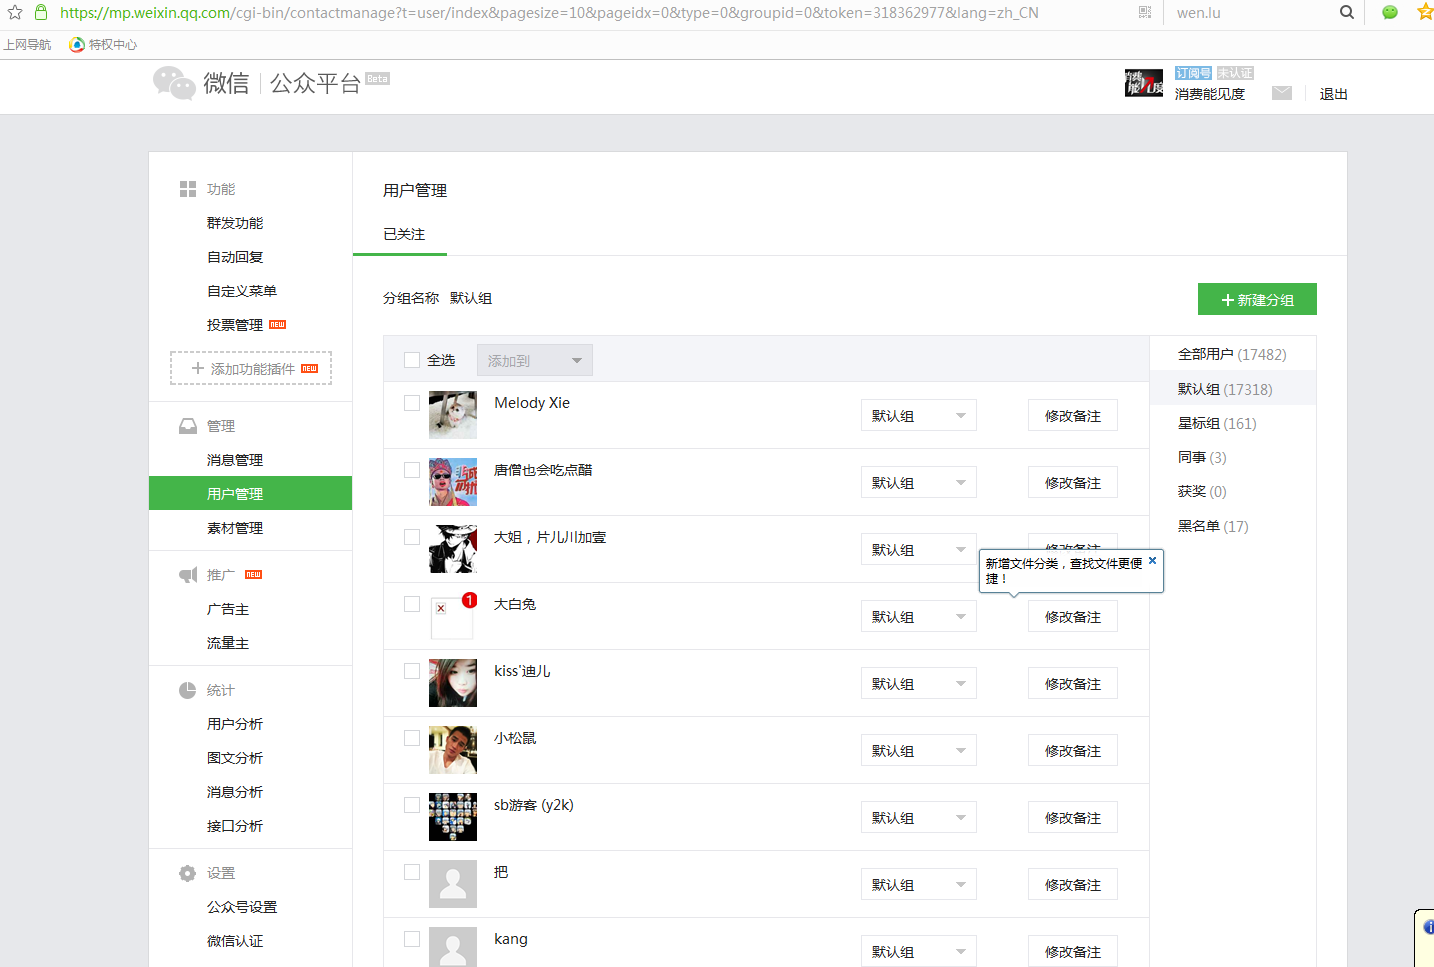 https://mp.weixin.qq.com/cgi-bin/contactmanage?t=user/index&pagesize=10&pageidx=0&type=0&groupid=0&token=318362977&lang=zh_CN
wen.lu
上网导航 特权中心
微信 公众平台 Beta
订阅号 未认证
消费能见度 退出
功能
群发功能
自动回复
自定义菜单
投票管理 NEW
添加功能插件 NEW
管理
消息管理
用户管理
素材管理
推广 NEW
广告主
流量主
统计
用户分析
图文分析
消息分析
接口分析
设置
公众号设置
微信认证
用户管理
已关注
分组名称 默认组
新建分组
全选 添加到
Melody Xie 默认组 修改备注
唐僧也会吃点醋 默认组 修改备注
大姐，片儿川加壹 默认组 修改备注
新增文件分类，查找文件更便
捷！
1
大白兔 默认组 修改备注
kiss'迪儿 默认组 修改备注
小松鼠 默认组 修改备注
sb游客 (y2k) 默认组 修改备注
把 默认组 修改备注
kang 默认组 修改备注
全部用户 (17482)
默认组 (17318)
星标组 (161)
同事 (3)
获奖 (0)
黑名单 (17)